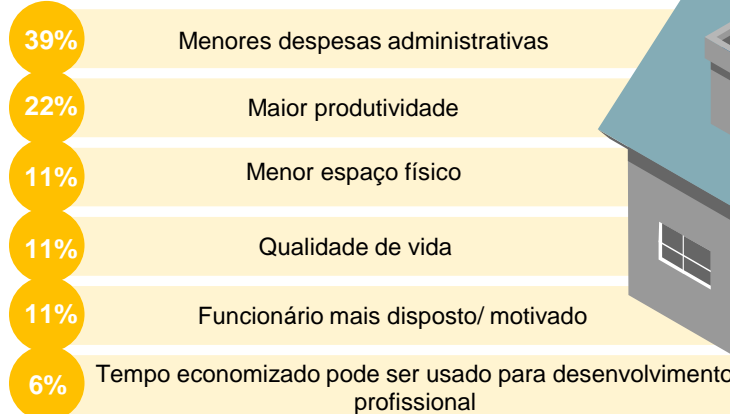 39% Menores despesas administrativas
22% Maior produtividade
11% Menor espaço físico
11% Qualidade de vida
11% Funcionário mais disposto/ motivado
6% Tempo economizado pode ser usado para desenvolvimento
profissional